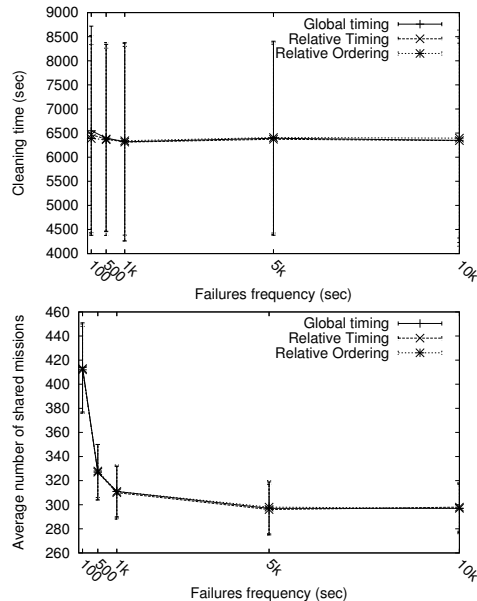 9000
8500
8000
7500
7000
6500
6000
5500
5000
4500
4000
Cleaning time (sec)
Global timing
Relative Timing
Relative Ordering
100
500
1k
5k
10k
Failures frequency (sec)
460
440
420
400
380
360
340
320
300
280
260
Average number of shared missions
Global timing
Relative Timing
Relative Ordering
100
500
1k
5k
10k
Failures frequency (sec)